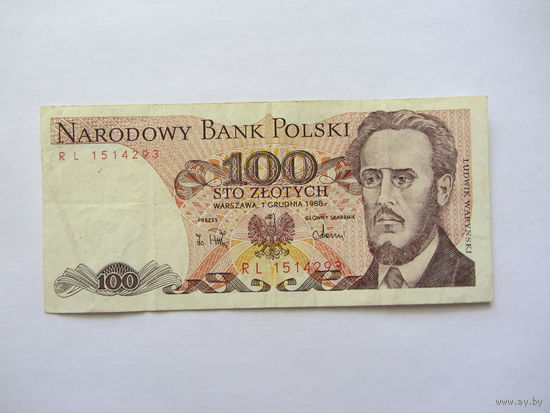 NARODOWY BANK POLSKI
RL 1514293
100
STO ZŁOTYCH
WARSZAWA, 1 GRUDNIA 1988 r.
PREZES GŁÓWNY SKARBNIK
RL 1514293
100
LUDWIK WARYŃSKI
www.ay.by